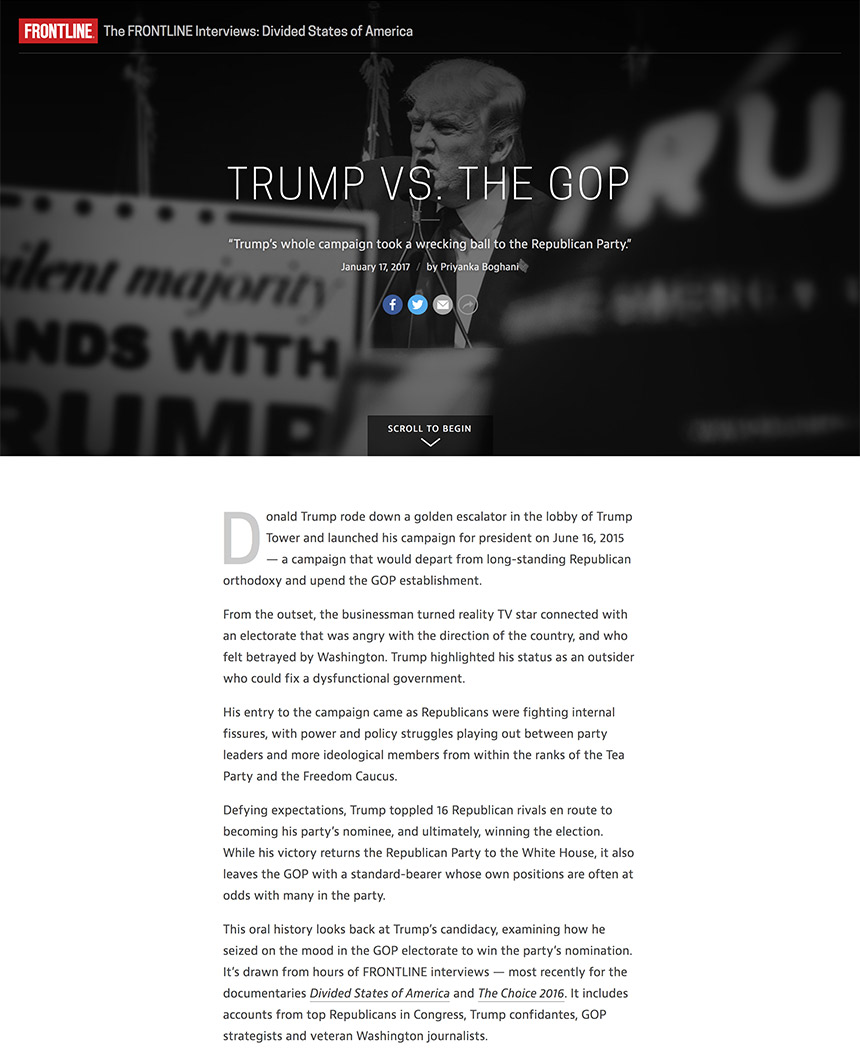 FRONTLINE
The FRONTLINE Interviews: Divided States of America
TRU
TRUMP VS. THE GOP
“Trump’s whole campaign took a wrecking ball to the Republican Party.”
January 17, 2017 / by Priyanka Boghani
silent majority
ANDS WITH
RUMP
SCROLL TO BEGIN
Donald Trump rode down a golden escalator in the lobby of Trump
Tower and launched his campaign for president on June 16, 2015
— a campaign that would depart from long-standing Republican
orthodoxy and upend the GOP establishment.
From the outset, the businessman turned reality TV star connected with
an electorate that was angry with the direction of the country, and who
felt betrayed by Washington. Trump highlighted his status as an outsider
who could fix a dysfunctional government.
His entry to the campaign came as Republicans were fighting internal
fissures, with power and policy struggles playing out between party
leaders and more ideological members from within the ranks of the Tea
Party and the Freedom Caucus.
Defying expectations, Trump toppled 16 Republican rivals en route to
becoming his party’s nominee, and ultimately, winning the election.
While his victory returns the Republican Party to the White House, it also
leaves the GOP with a standard-bearer whose own positions are often at
odds with many in the party.
This oral history looks back at Trump’s candidacy, examining how he
seized on the mood in the GOP electorate to win the party’s nomination.
It’s drawn from hours of FRONTLINE interviews — most recently for the
documentaries Divided States of America and The Choice 2016. It includes
accounts from top Republicans in Congress, Trump confidantes, GOP
strategists and veteran Washington journalists.